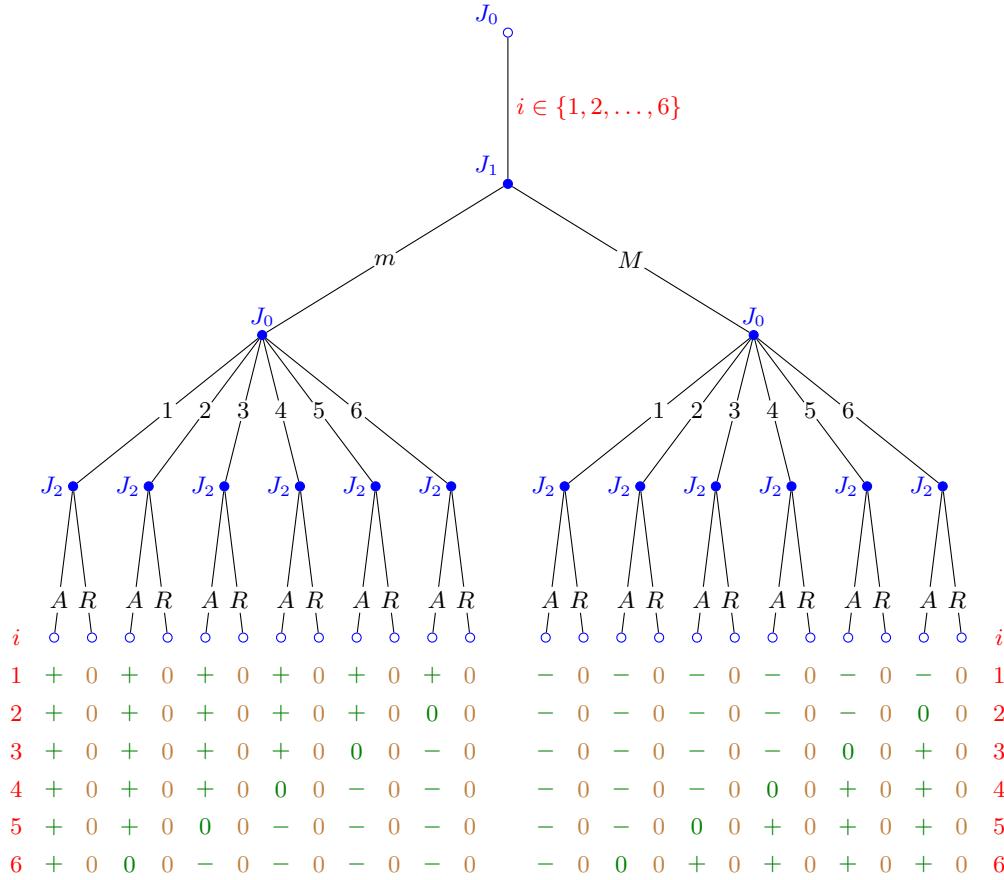 J₀
i ∈ {1, 2, . . . , 6}
J₁
m M
J₀ J₀
1 2 3 4 5 6 1 2 3 4 5 6
J₂ J₂ J₂ J₂ J₂ J₂ J₂ J₂ J₂ J₂ J₂ J₂
A R A R A R A R A R A R A R A R A R A R A R A R
i i
1 + 0 + 0 + 0 + 0 + 0 + 0 − 0 − 0 − 0 − 0 − 0 − 0 1
2 + 0 + 0 + 0 + 0 + 0 0 0 − 0 − 0 − 0 − 0 − 0 0 0 2
3 + 0 + 0 + 0 + 0 0 0 − 0 − 0 − 0 − 0 − 0 0 0 + 0 3
4 + 0 + 0 + 0 0 0 − 0 − 0 − 0 − 0 − 0 0 0 + 0 + 0 4
5 + 0 + 0 0 0 − 0 − 0 − 0 − 0 − 0 0 0 + 0 + 0 + 0 5
6 + 0 0 0 − 0 − 0 − 0 − 0 − 0 0 0 + 0 + 0 + 0 + 0 6